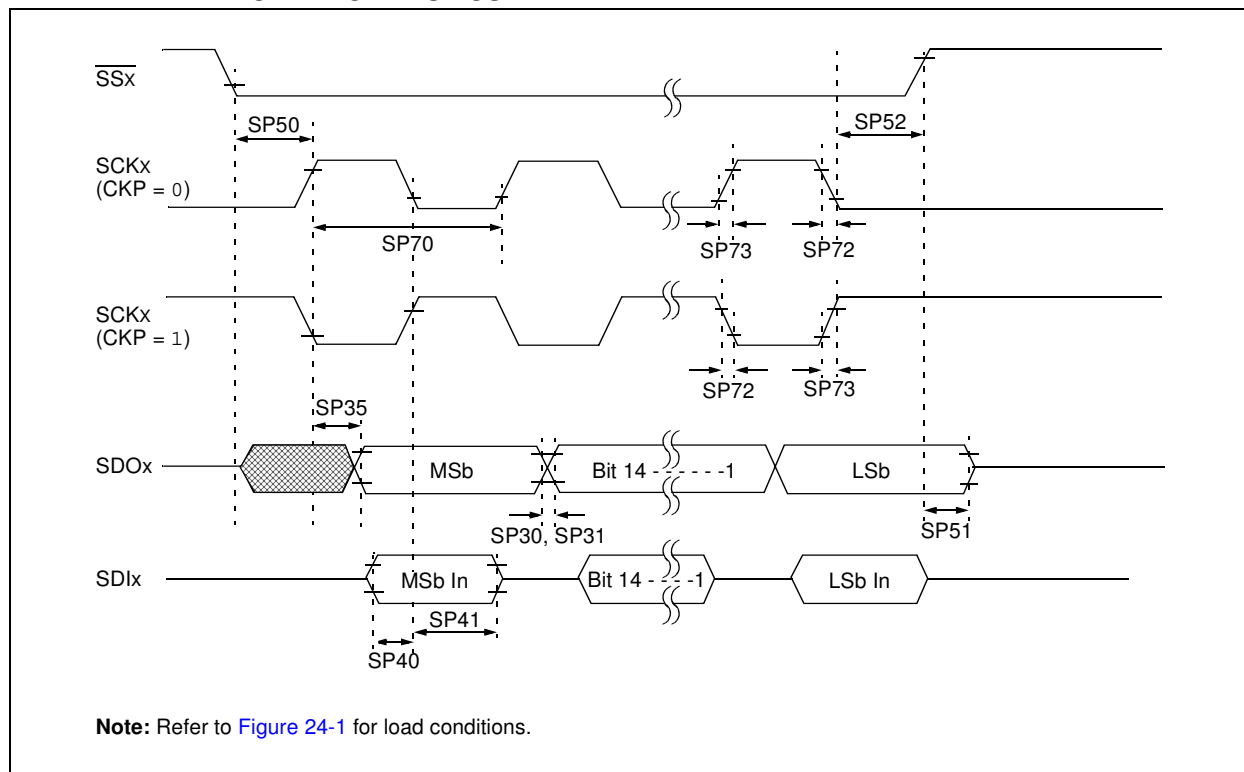 SSx
SP50
SP52
SCKx
(CKP = 0)
SP70
SP73
SP72
SCKx
(CKP = 1)
SP72
SP73
SP35
SDOx
MSb
Bit 14 - - - - - -1
LSb
SP30, SP31
SP51
SDIx
MSb In
Bit 14 - - - -1
LSb In
SP41
SP40
Note: Refer to Figure 24-1 for load conditions.